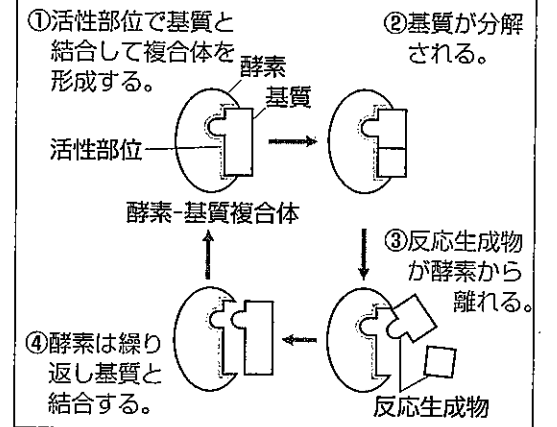 ①活性部位で基質と
結合して複合体を
形成する。
酵素
基質
活性部位
酵素-基質複合体
②基質が分解
される。
③反応生成物
が酵素から
離れる。
反応生成物
④酵素は繰り
返し基質と
結合する。